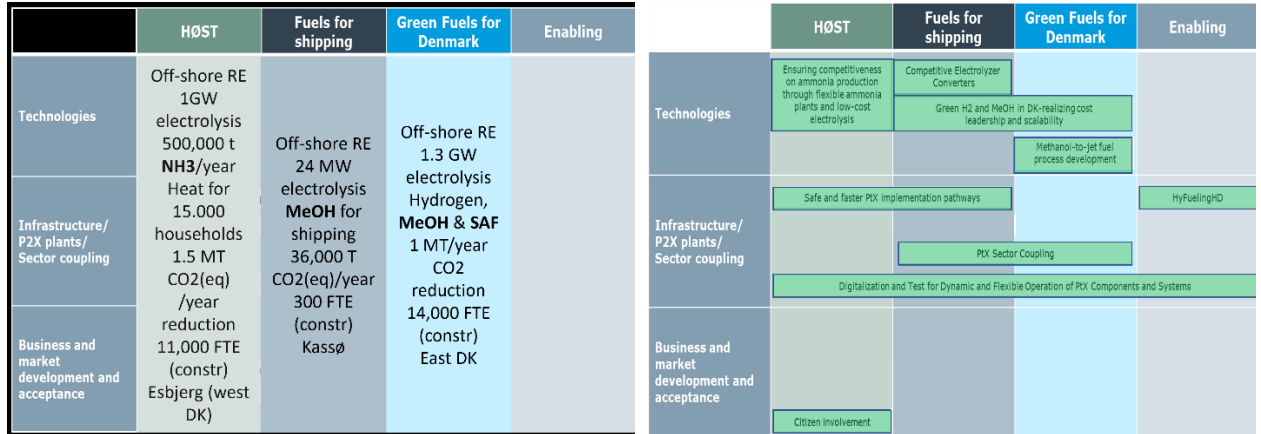 HØST
Fuels for
shipping
Green Fuels for
Denmark
Enabling
Technologies
Infrastructure/
P2X plants/
Sector coupling
Business and
market
development and
acceptance
Off-shore RE
1GW
electrolysis
500,000 t
NH3/year
Heat for
15.000
households
1.5 MT
CO2(eq)
/year
reduction
11,000 FTE
(constr)
Esbjerg (west
DK)
Off-shore RE
24 MW
electrolysis
MeOH for
shipping
36,000 T
CO2(eq)/year
300 FTE
(constr)
Kassø
Off-shore RE
1.3 GW
electrolysis
Hydrogen,
MeOH & SAF
1 MT/year
CO2
reduction
14,000 FTE
(constr)
East DK
HØST
Fuels for
shipping
Green Fuels for
Denmark
Enabling
Technologies
Ensuring competitiveness
on ammonia production
through flexible ammonia
plants and low-cost
electrolysis
Competitive Electrolyzer
Converters
Green H2 and MeOH in DK-realizing cost
leadership and scalability
Methanol-to-jet fuel
process development
Infrastructure/
P2X plants/
Sector coupling
Safe and faster PtX implementation pathways
HyFuelingHD
PtX Sector Coupling
Digitalization and Test for Dynamic and Flexible Operation of PtX Components and Systems
Business and
market
development and
acceptance
Citizen Involvement